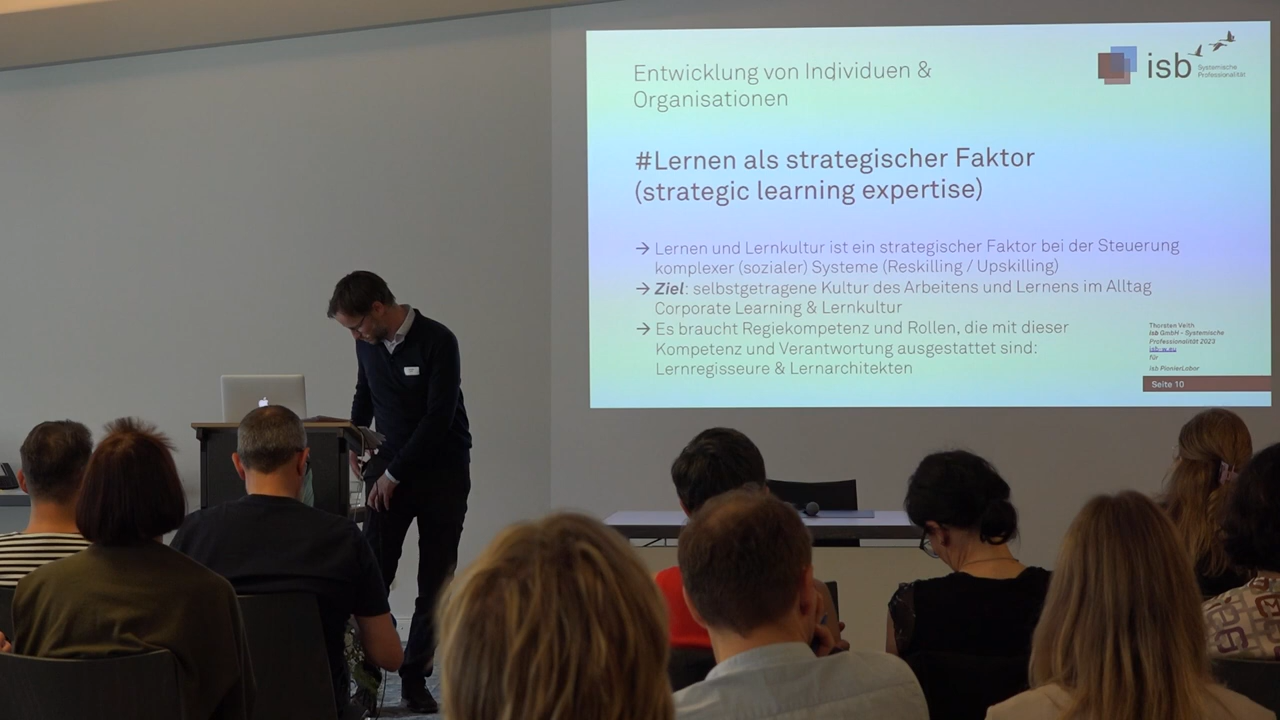 Entwicklung von Individuen &
Organisationen
isb
Systemische
Professionalität
#Lernen als strategischer Faktor
(strategic learning expertise)
→ Lernen und Lernkultur ist ein strategischer Faktor bei der Steuerung
komplexer (sozialer) Systeme (Reskilling / Upskilling)
→ Ziel: selbstgetragene Kultur des Arbeitens und Lernens im Alltag
Corporate Learning & Lernkultur
→ Es braucht Regiekompetenz und Rollen, die mit dieser
Kompetenz und Verantwortung ausgestattet sind:
Lernregisseure & Lernarchitekten
Thorsten Veith
isb GmbH - Systemische
Professionalität 2023
isb-w.eu
für
isb PionierLabor
Seite 10